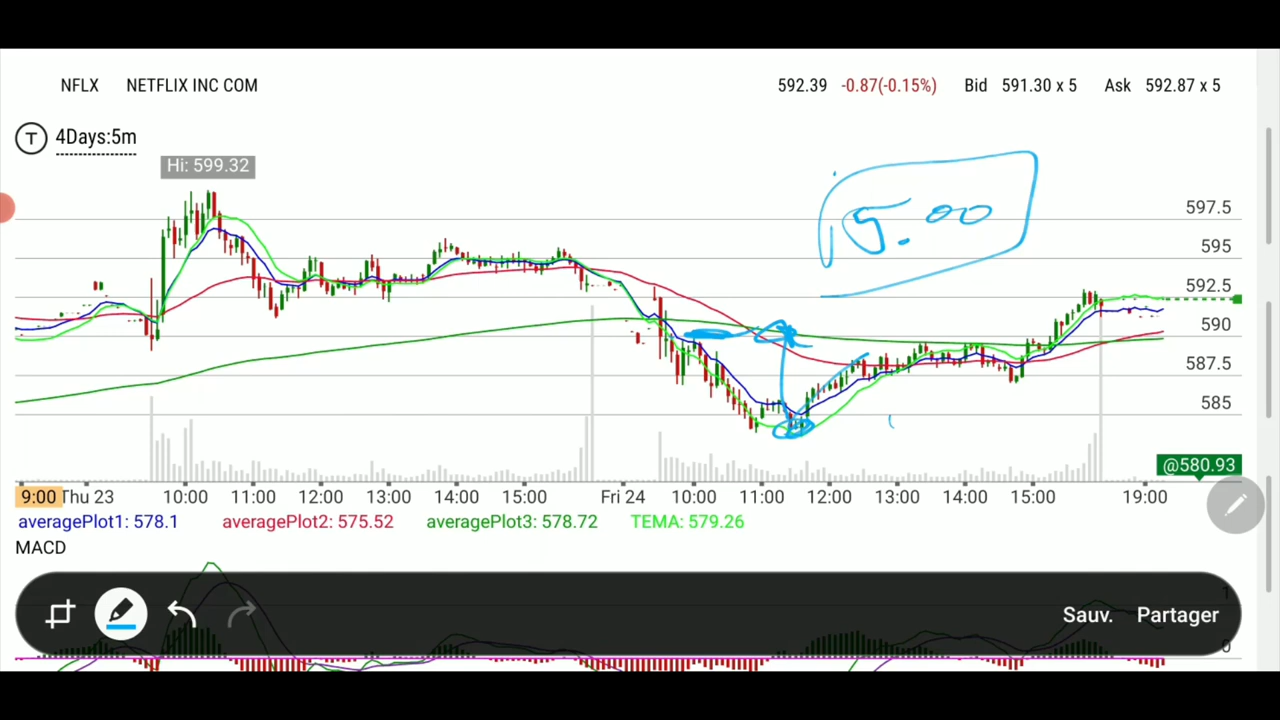 NFLX NETFLIX INC COM 592.39 -0.87(-0.15%) Bid 591.30 x 5 Ask 592.87 x 5
T 4Days:5m
Hi: 599.32
15.00
597.5
595
592.5
590
587.5
585
@580.93
9:00 Thu 23 10:00 11:00 12:00 13:00 14:00 15:00 Fri 24 10:00 11:00 12:00 13:00 14:00 15:00 19:00
averagePlot1: 578.1 averagePlot2: 575.52 averagePlot3: 578.72 TEMA: 579.26
MACD
1
Sauv. Partager
0